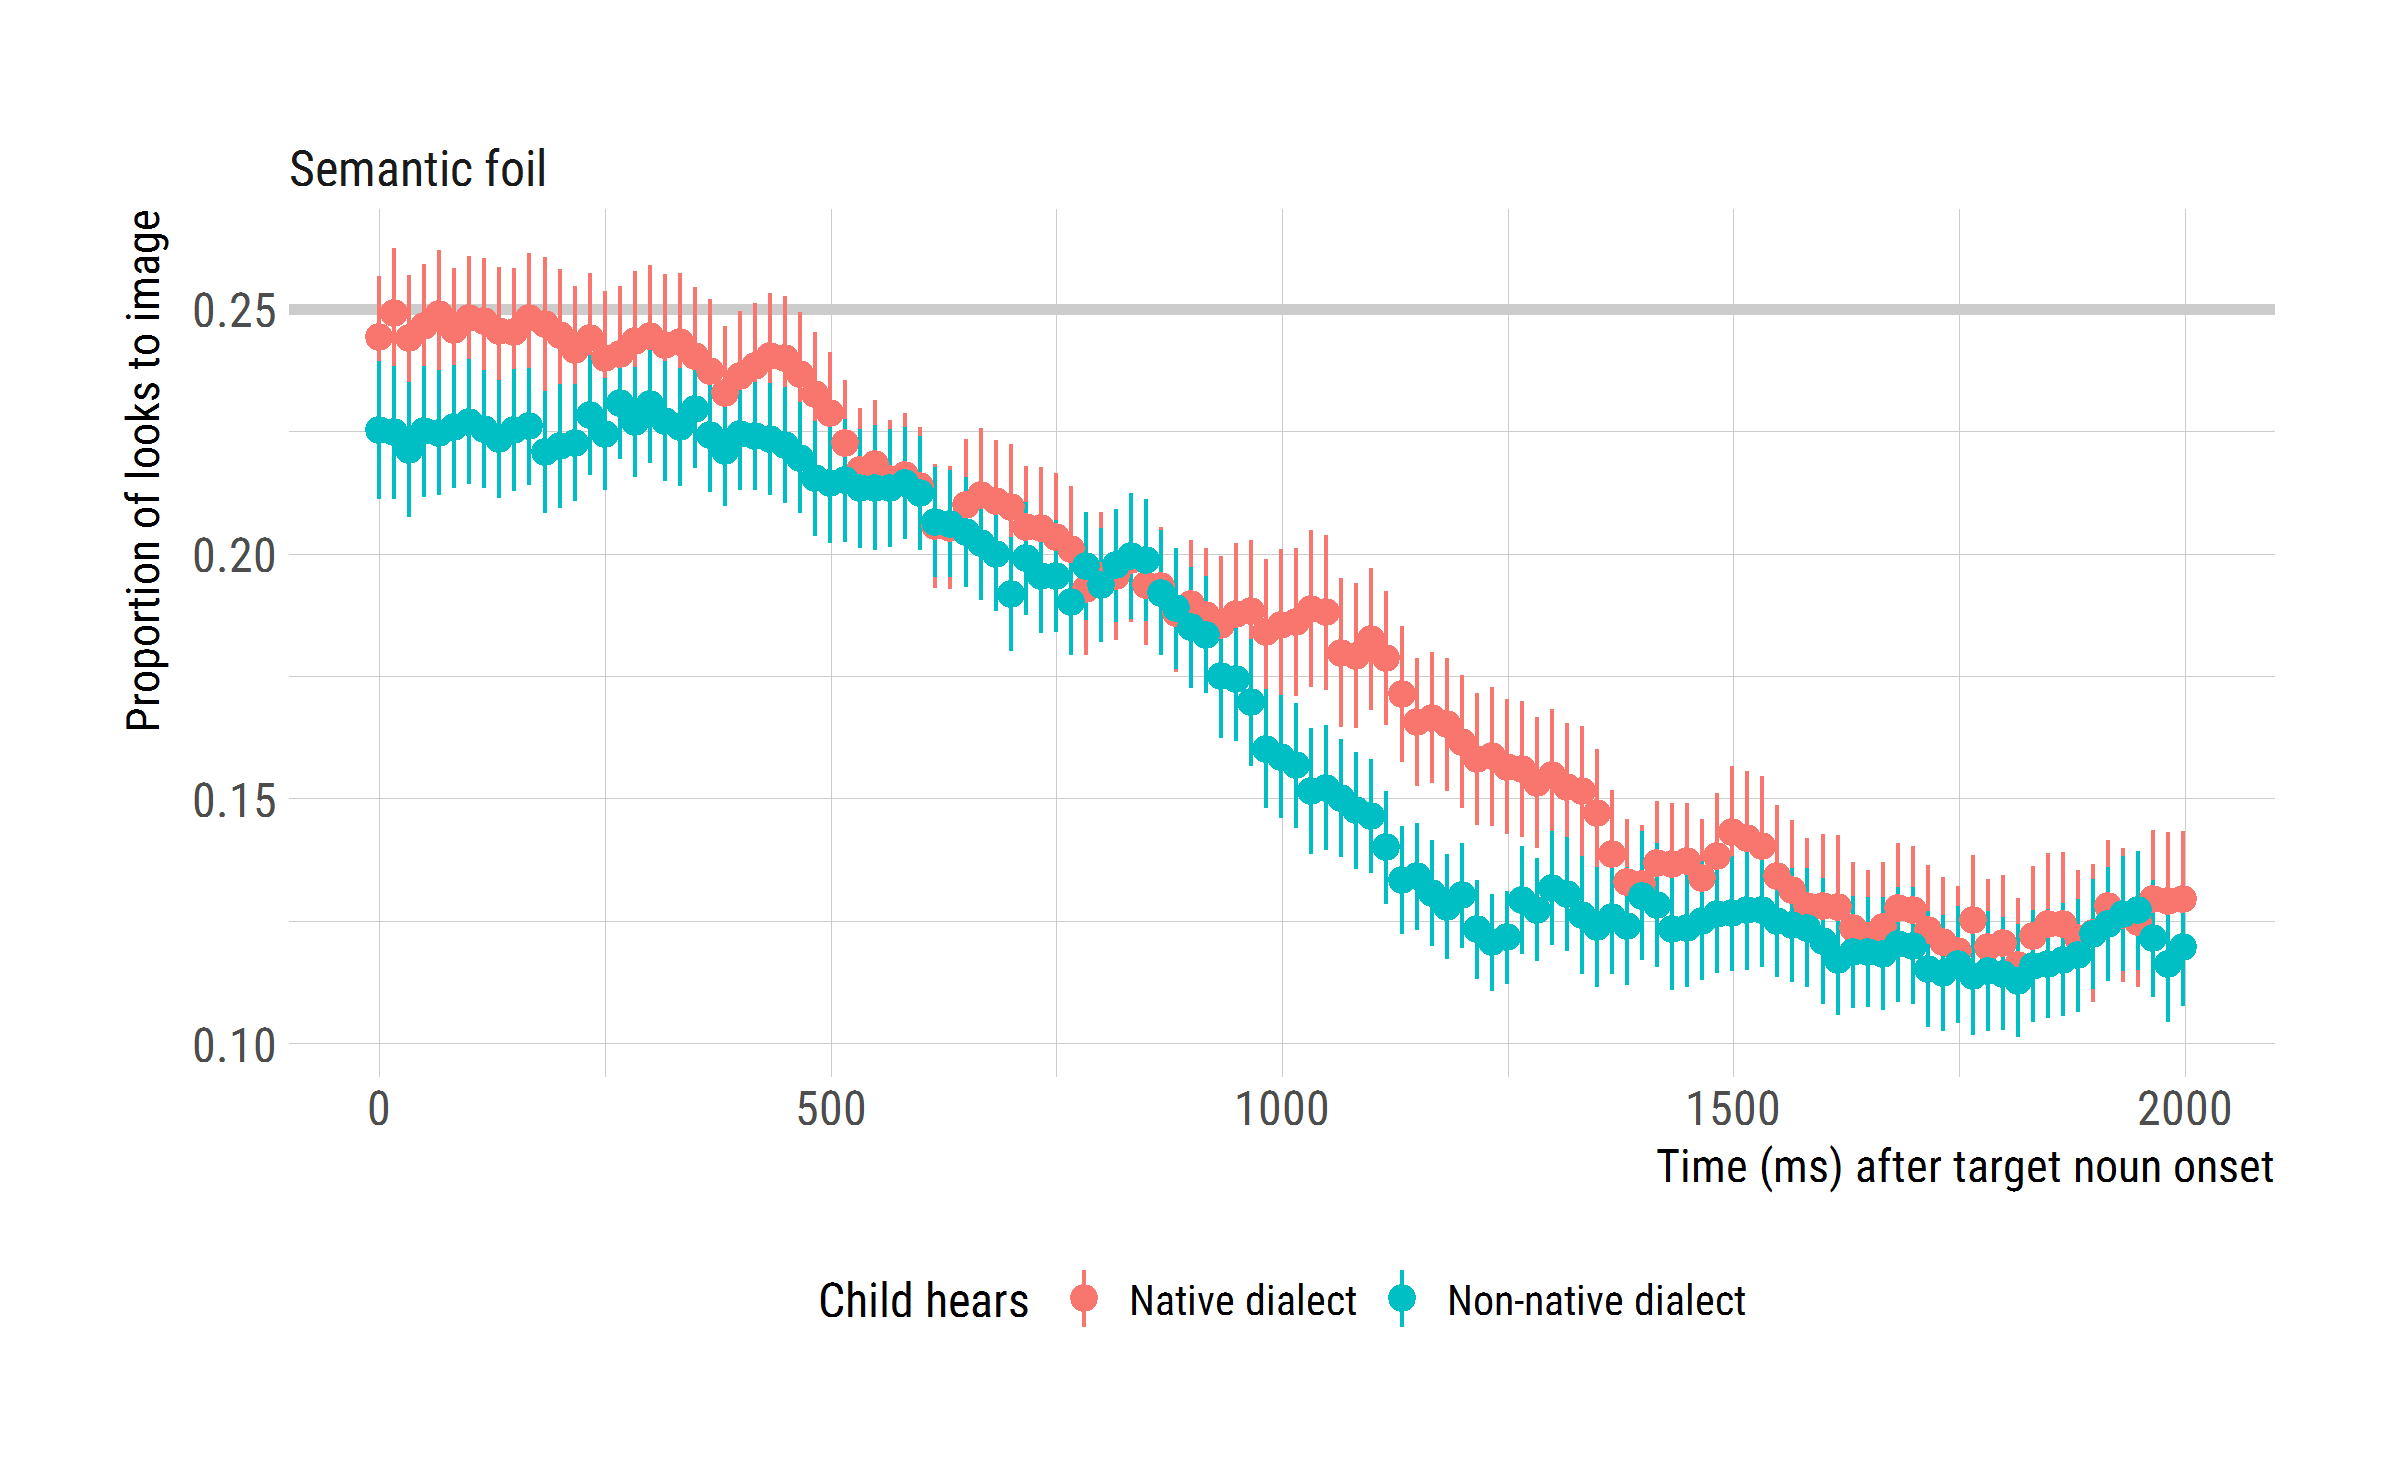 Semantic foil
Proportion of looks to image
0.25
0.20
0.15
0.10
0 500 1000 1500 2000
Time (ms) after target noun onset
Child hears Native dialect Non-native dialect